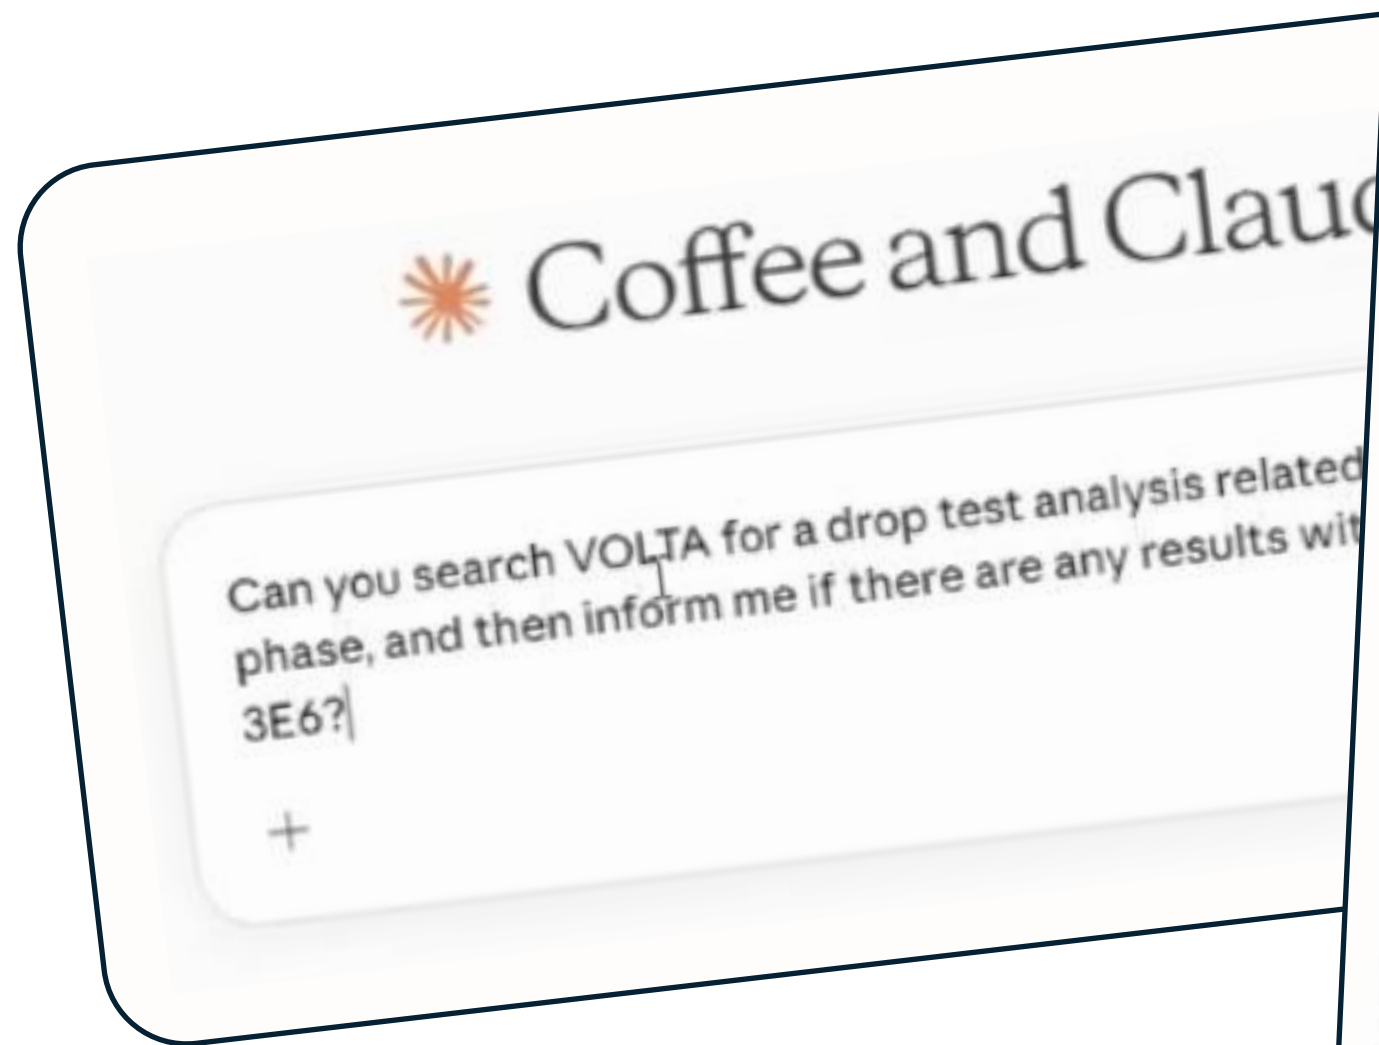 Coffee and Clau
Can you search VOLTA for a drop test analysis related
phase, and then inform me if there are any results wit
3E6?